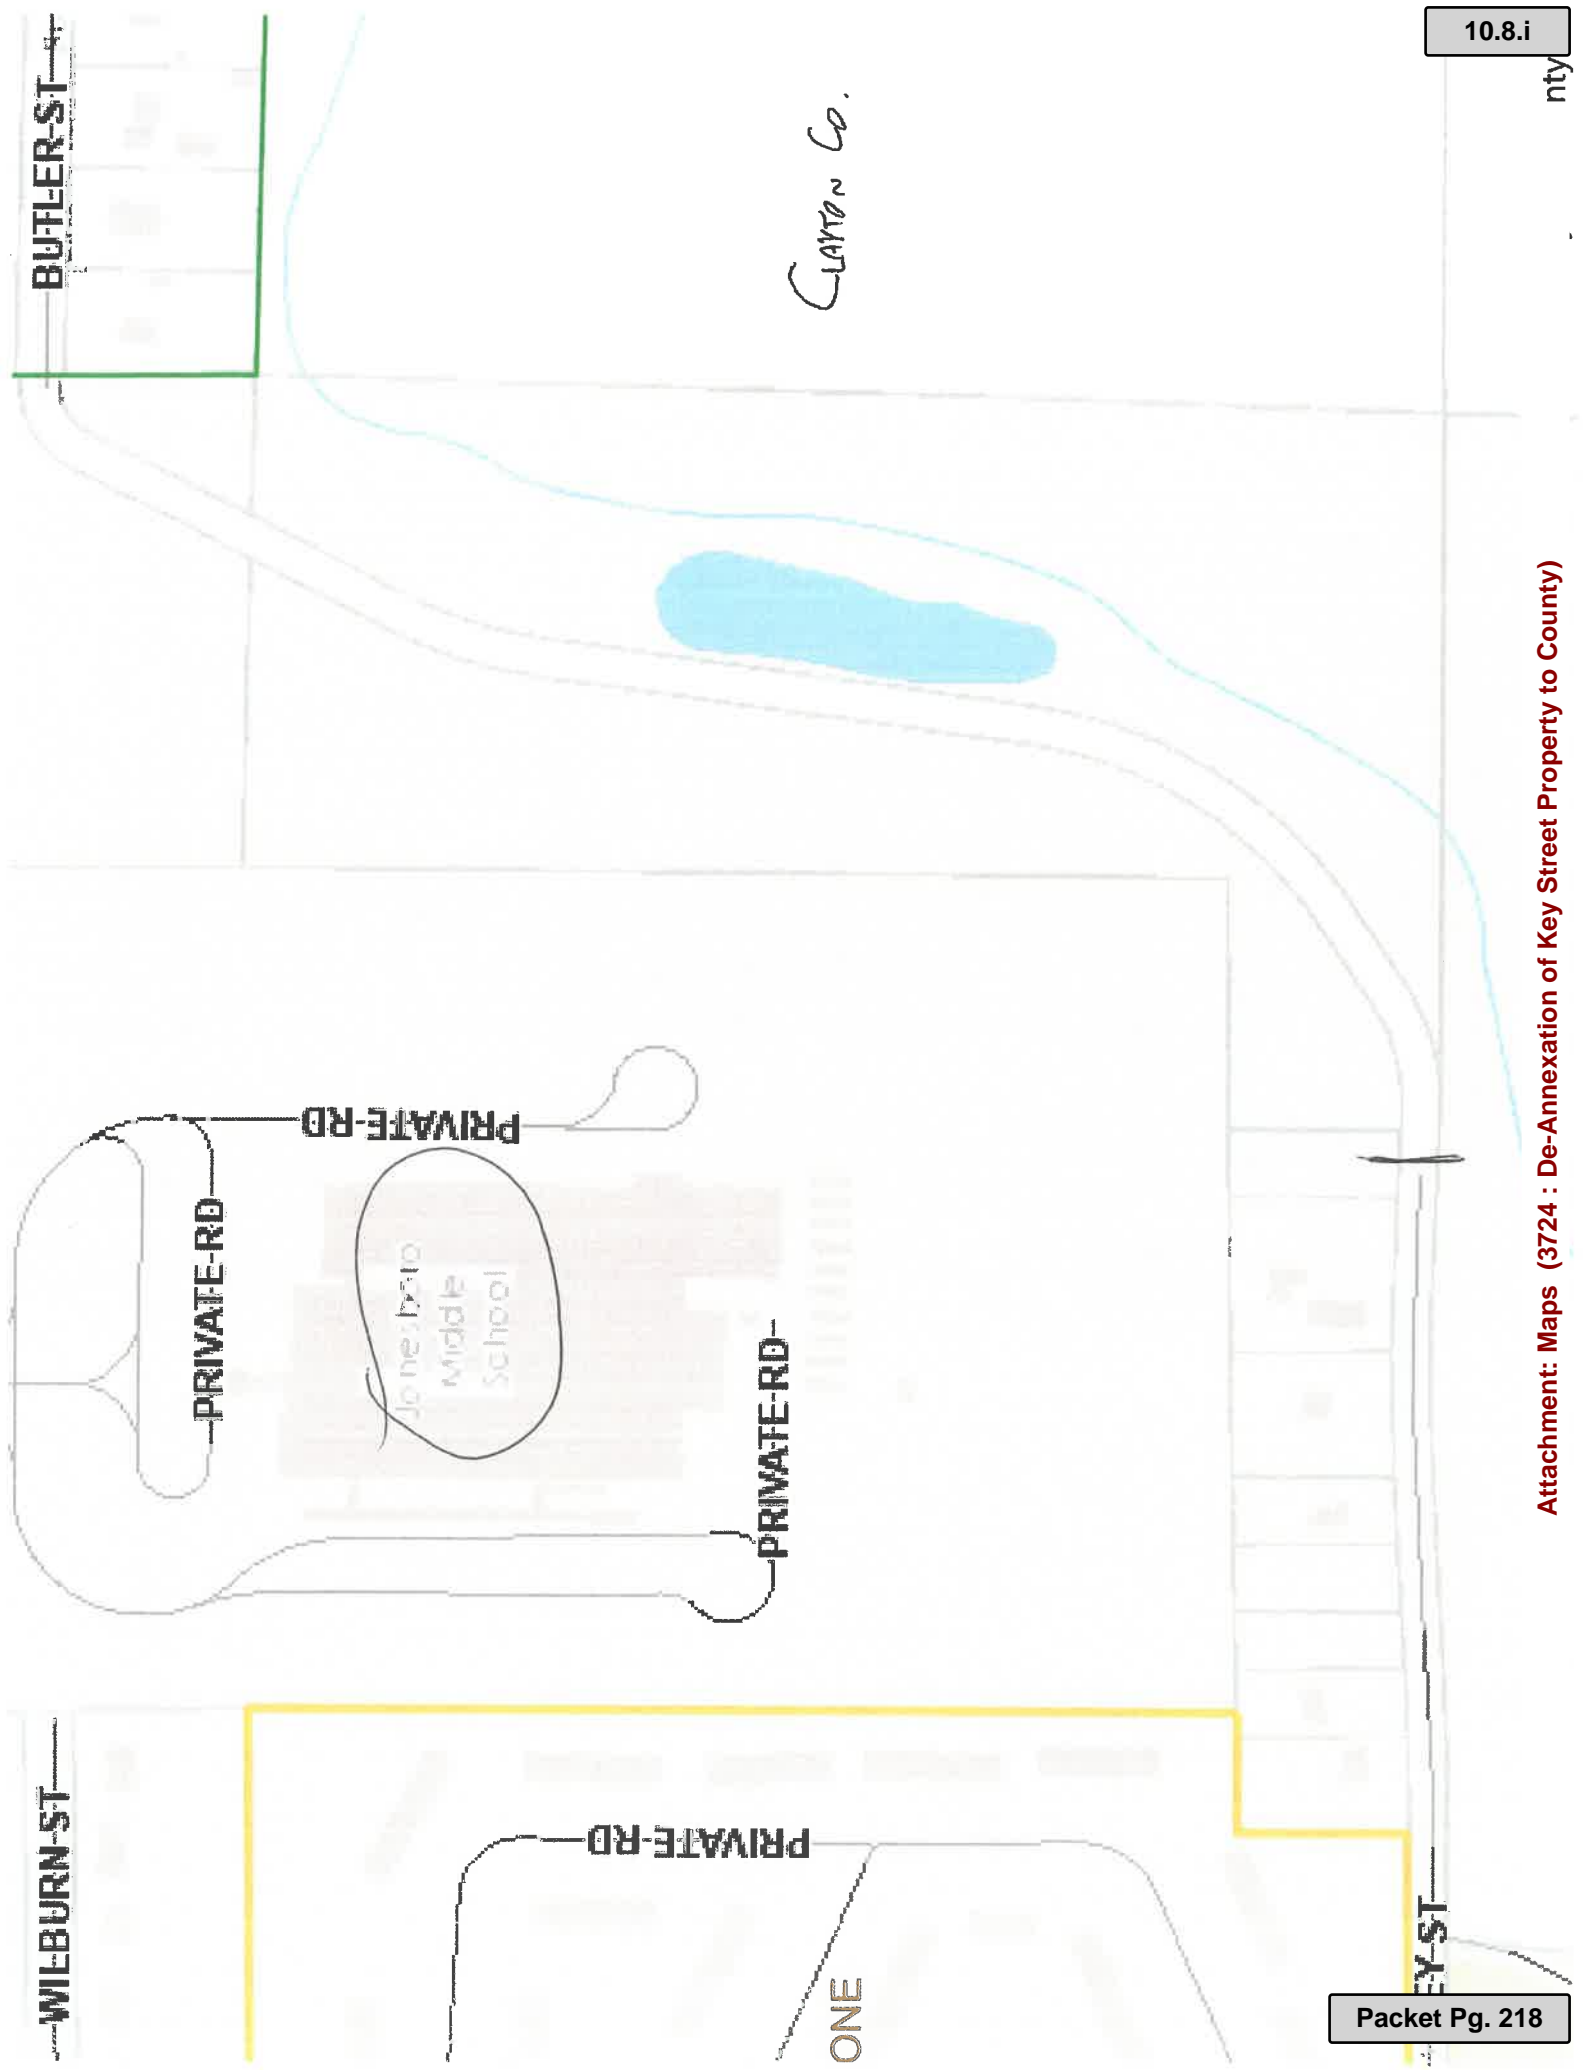 10.8.i
nty
BUTLER-ST
CLAYTON CO.
PRIVATE-RD
PRIVATE-RD
Jonesboro
Middle
School
PRIVATE-RD
WILBURN-ST
PRIVATE-RD
ONE
EY-ST
Attachment: Maps (3724 : De-Annexation of Key Street Property to County)
Packet Pg. 218